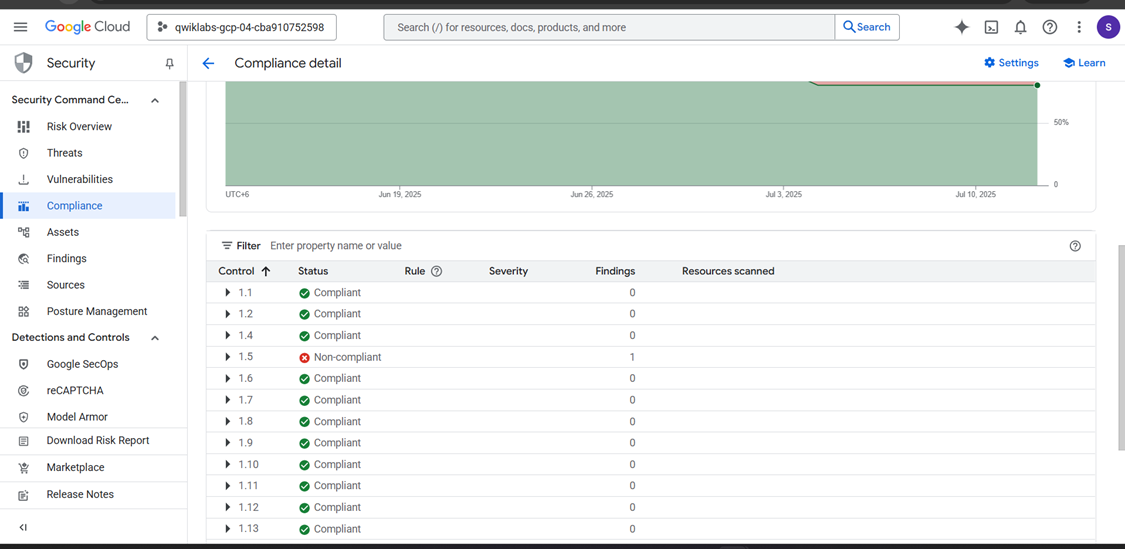 Google Cloud
qwiklabs-gcp-04-cba910752598
Search (/) for resources, docs, products, and more
Search
S
Security
Compliance detail
Settings
Learn
Security Command Ce...
Risk Overview
Threats
Vulnerabilities
Compliance
Assets
Findings
Sources
Posture Management
Detections and Controls
Google SecOps
reCAPTCHA
Model Armor
Download Risk Report
Marketplace
Release Notes
50%
0
UTC+6 Jun 19, 2025 Jun 26, 2025 Jul 3, 2025 Jul 10, 2025
Filter Enter property name or value
Control Status Rule Severity Findings Resources scanned
1.1 Compliant 0
1.2 Compliant 0
1.4 Compliant 0
1.5 Non-compliant 1
1.6 Compliant 0
1.7 Compliant 0
1.8 Compliant 0
1.9 Compliant 0
1.10 Compliant 0
1.11 Compliant 0
1.12 Compliant 0
1.13 Compliant 0